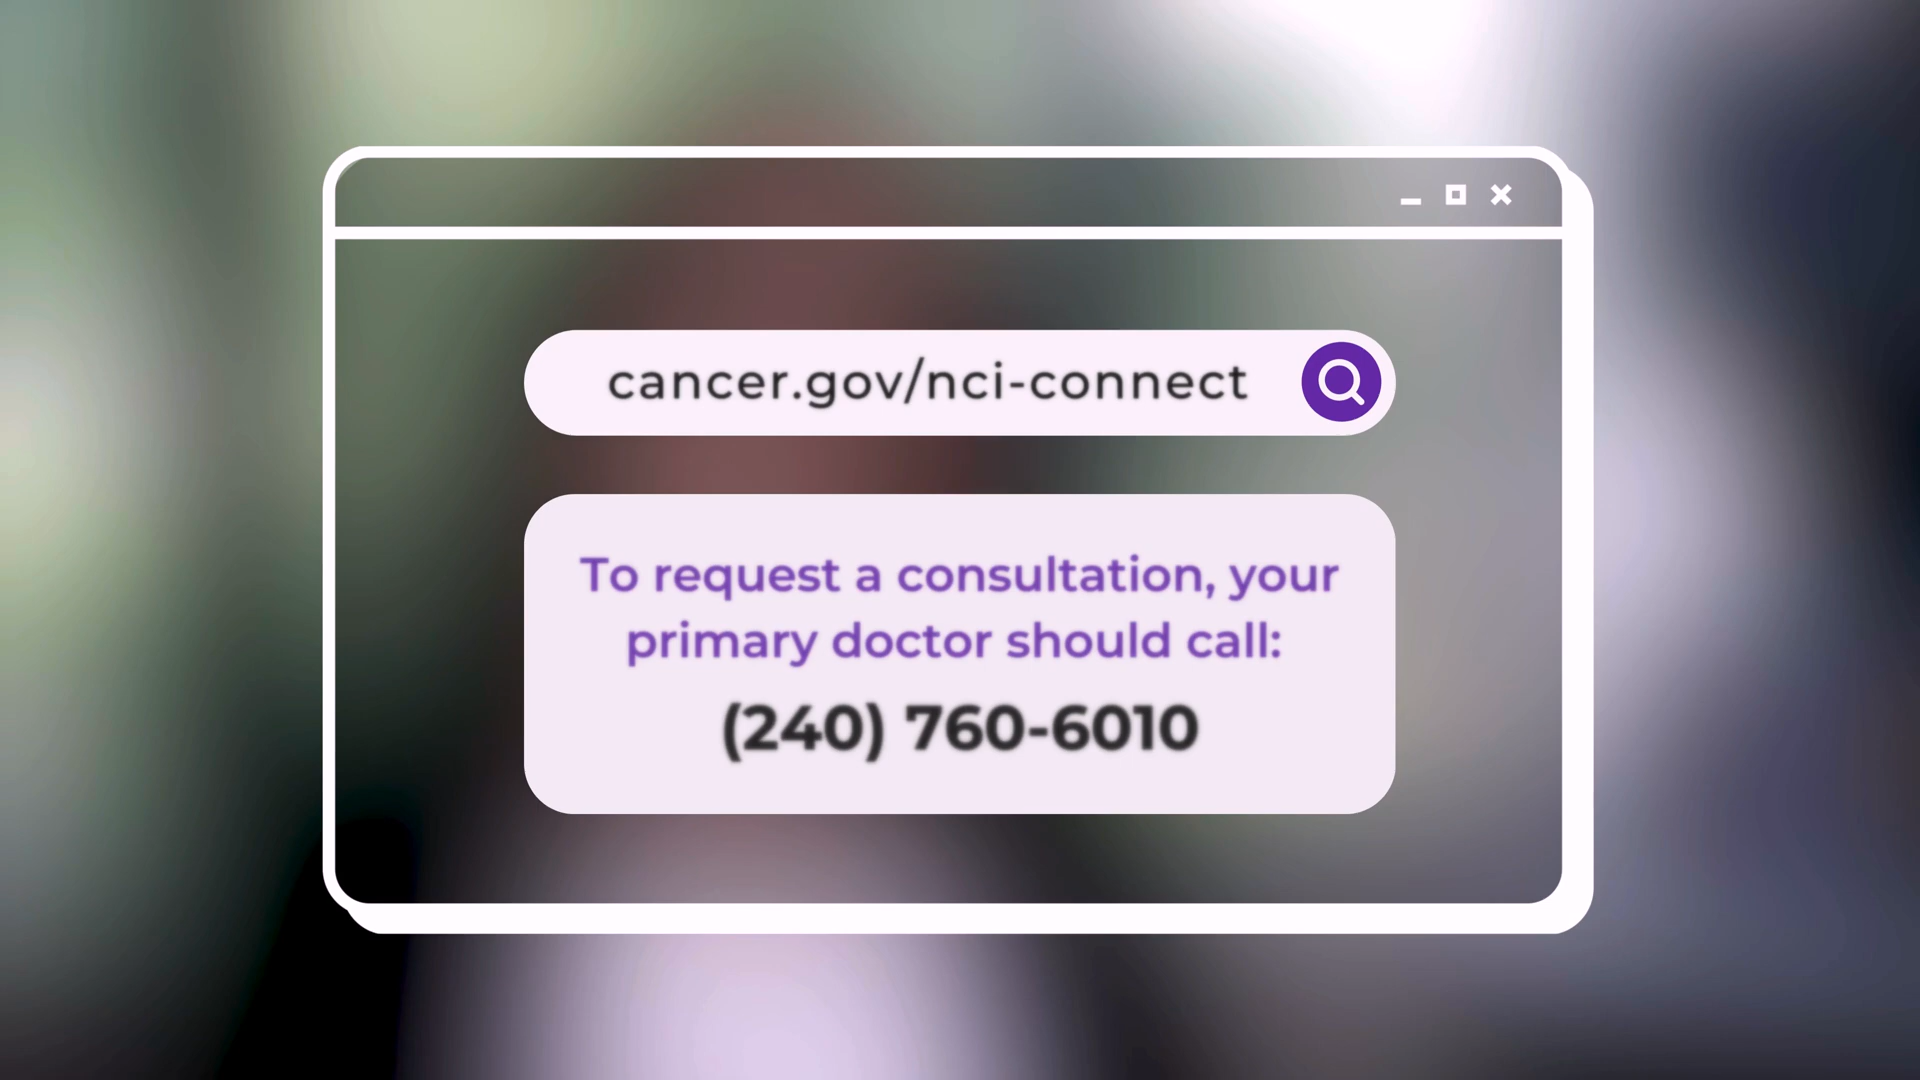 cancer.gov/nci-connect
To request a consultation, your
primary doctor should call:
(240) 760-6010